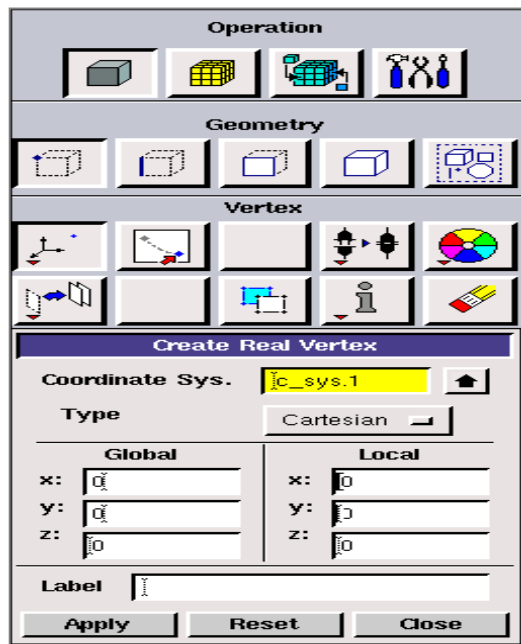 Operation
Geometry
Vertex
Create Real Vertex
Coordinate Sys. c_sys.1
Type Cartesian
Global Local
x: 0 x: 0
y: 0 y: 0
z: 0 z: 0
Label
Apply Reset Close